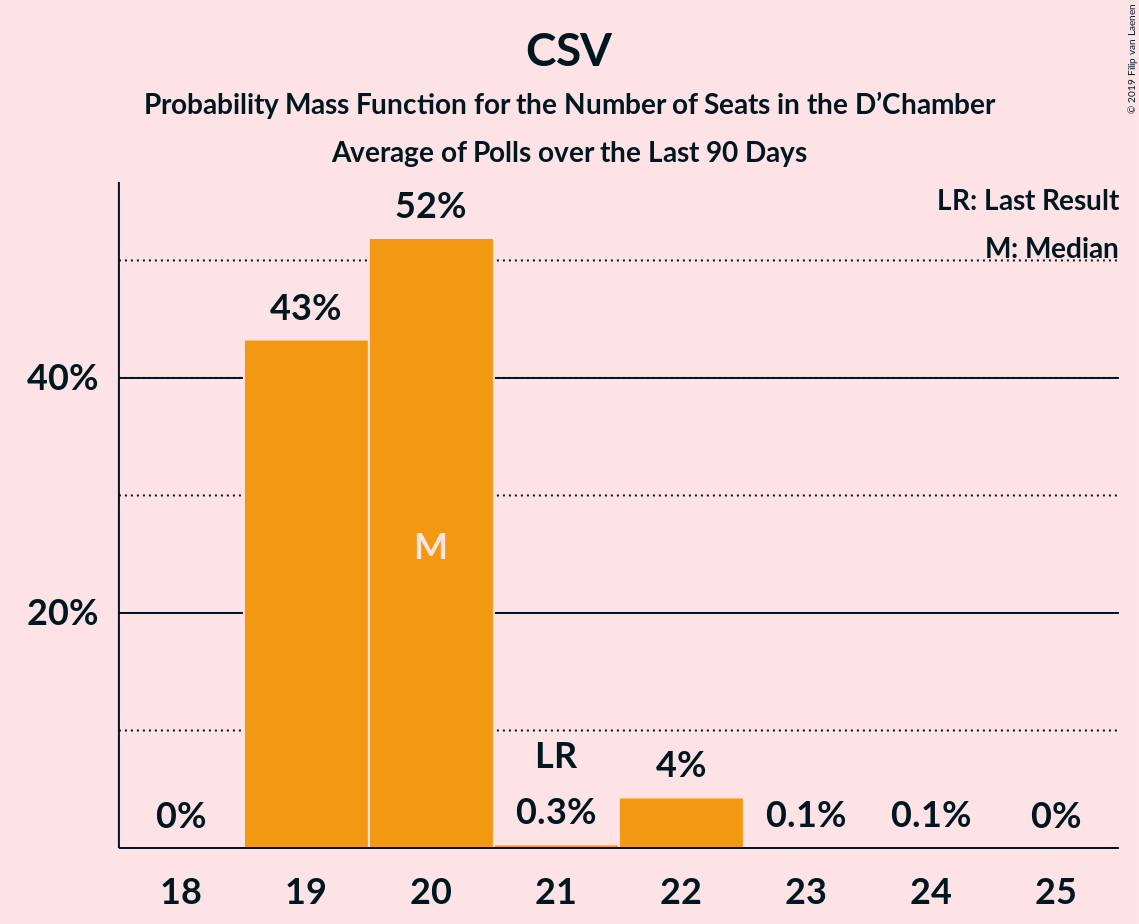 CSV
Probability Mass Function for the Number of Seats in the D’Chamber
Average of Polls over the Last 90 Days
© 2019 Filip van Laenen
LR: Last Result
M: Median
52%
43%
40%
M
20%
LR
0% 0.3% 4% 0.1% 0.1% 0%
18 19 20 21 22 23 24 25